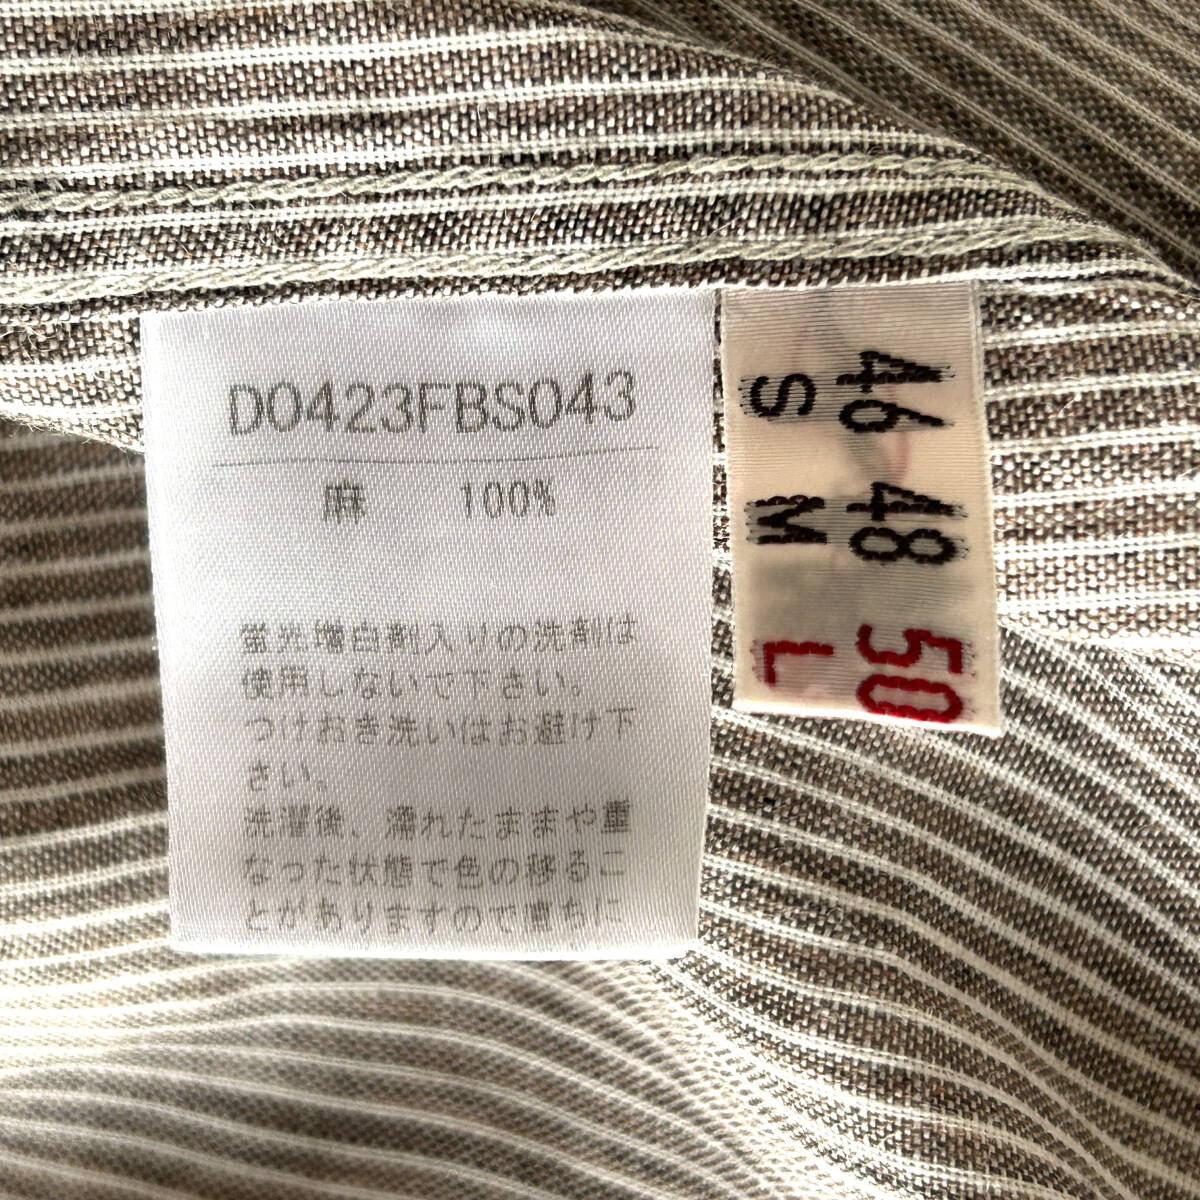 D0423FBS043
麻 100%
蛍光増白剤入りの洗剤は
使用しないで下さい。
つけおき洗いはお避け下
さい。
洗濯後、濡れたままや重
なった状態で色の移るこ
とがありますので直ちに
46 48 50
S M L